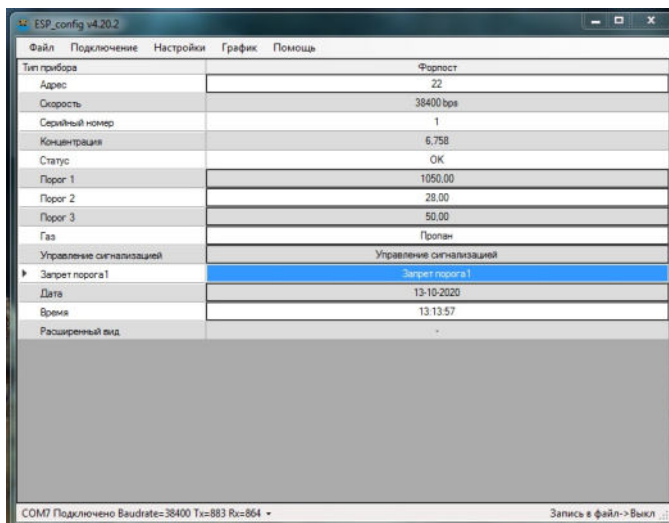 ESP_config v4.20.2
Файл Подключение Настройки График Помощь
Тип прибора Форпост
Адрес 22
Скорость 38400 bps
Серийный номер 1
Концентрация 6,758
Статус OK
Порог 1 1050,00
Порог 2 28,00
Порог 3 50,00
Газ Пропан
Управление сигнализацией Управление сигнализацией
Запрет порога1 Запрет порога1
Дата 13-10-2020
Время 13:13:57
Расширенный вид -
COM7 Подключено Baudrate=38400 Tx=883 Rx=864 Запись в файл->Выкл